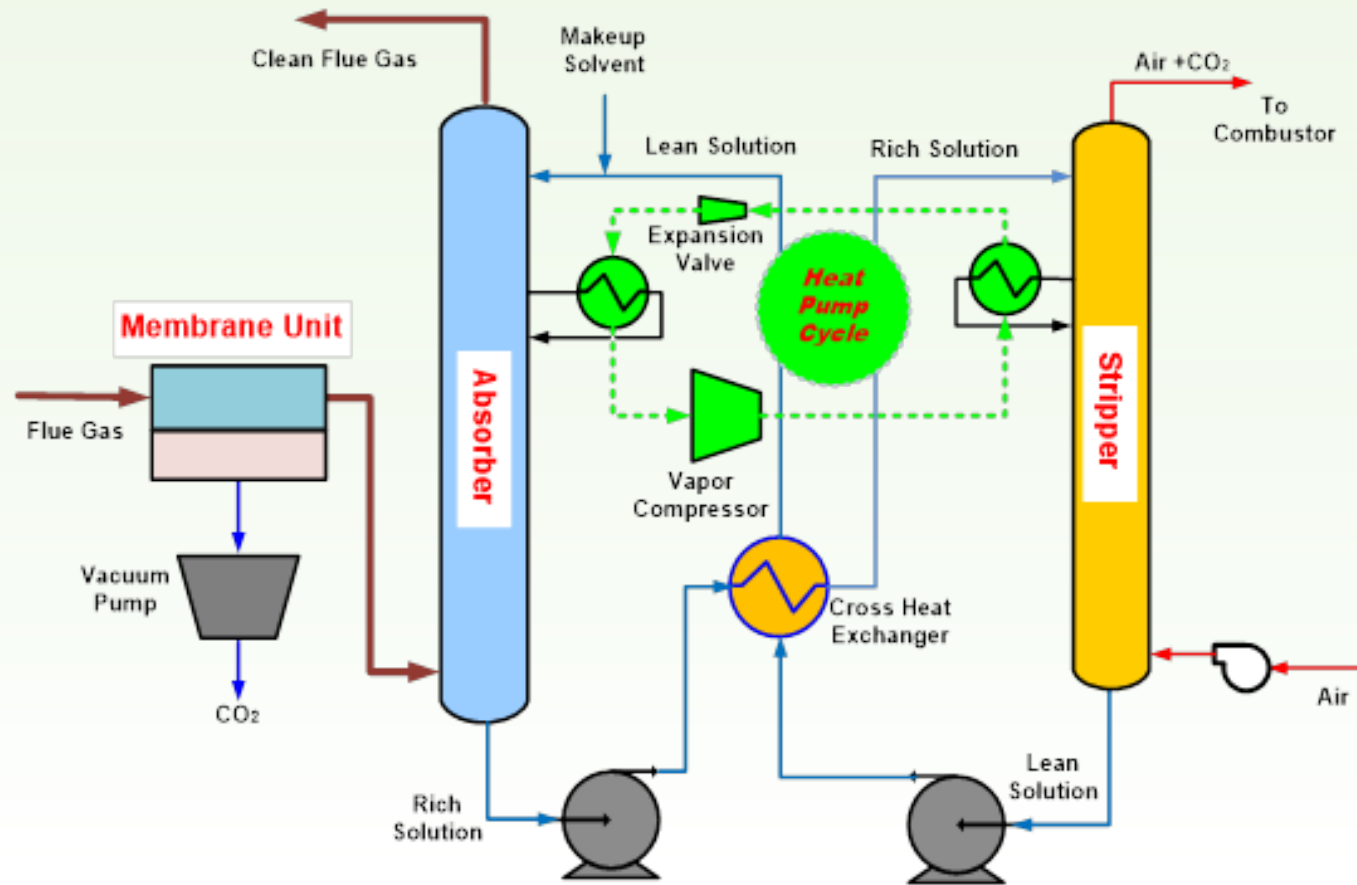 Clean Flue Gas
Makeup
Solvent
Air +CO₂
To
Combustor
Lean Solution
Rich Solution
Expansion
Valve
Heat
Pump
Cycle
Membrane Unit
Flue Gas
Absorber
Stripper
Vapor
Compressor
Vacuum
Pump
CO₂
Cross Heat
Exchanger
Air
Rich
Solution
Lean
Solution